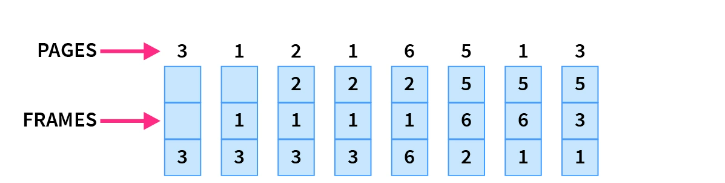 PAGES 3 1 2 1 6 5 1 3
2 2 2 5 5 5
FRAMES 1 1 1 1 6 6 3
3 3 3 3 6 2 1 1